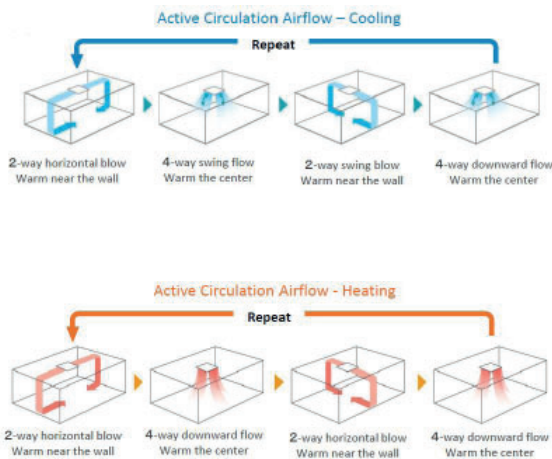 Active Circulation Airflow – Cooling
Repeat
2-way horizontal blow
Warm near the wall
4-way swing flow
Warm the center
2-way swing blow
Warm near the wall
4-way downward flow
Warm the center
Active Circulation Airflow - Heating
Repeat
2-way horizontal blow
Warm near the wall
4-way downward flow
Warm the center
2-way horizontal blow
Warm near the wall
4-way downward flow
Warm the center